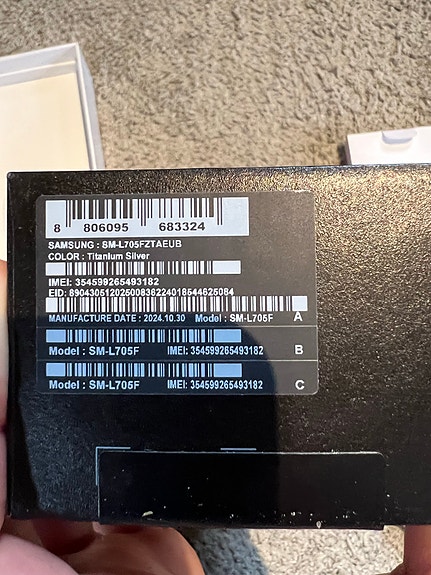 8 806095 683324
SAMSUNG : SM-L705FZTAEUB
COLOR : Titanium Silver
IMEI: 354599265493182
EID: 89043051202500836224018544625084
MANUFACTURE DATE : 2024.10.30 Model : SM-L705F A
Model : SM-L705F IMEI: 354599265493182 B
Model : SM-L705F IMEI: 354599265493182 C